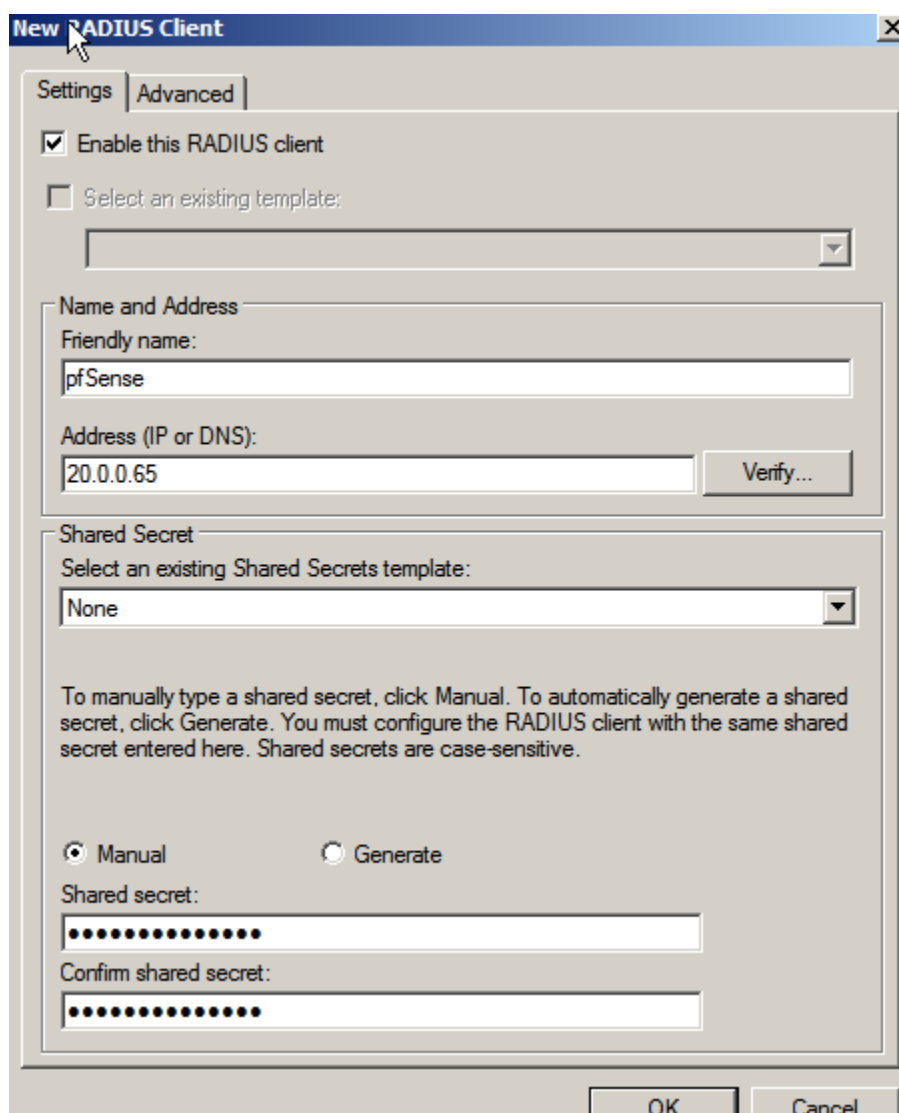 New RADIUS Client
Settings
Advanced
Enable this RADIUS client
Select an existing template:
Name and Address
Friendly name:
pfSense
Address (IP or DNS):
20.0.0.65
Verify...
Shared Secret
Select an existing Shared Secrets template:
None
To manually type a shared secret, click Manual. To automatically generate a shared
secret, click Generate. You must configure the RADIUS client with the same shared
secret entered here. Shared secrets are case-sensitive.
Manual
Generate
Shared secret:
●●●●●●●●●●●●●●
Confirm shared secret:
●●●●●●●●●●●●●●
OK
Cancel